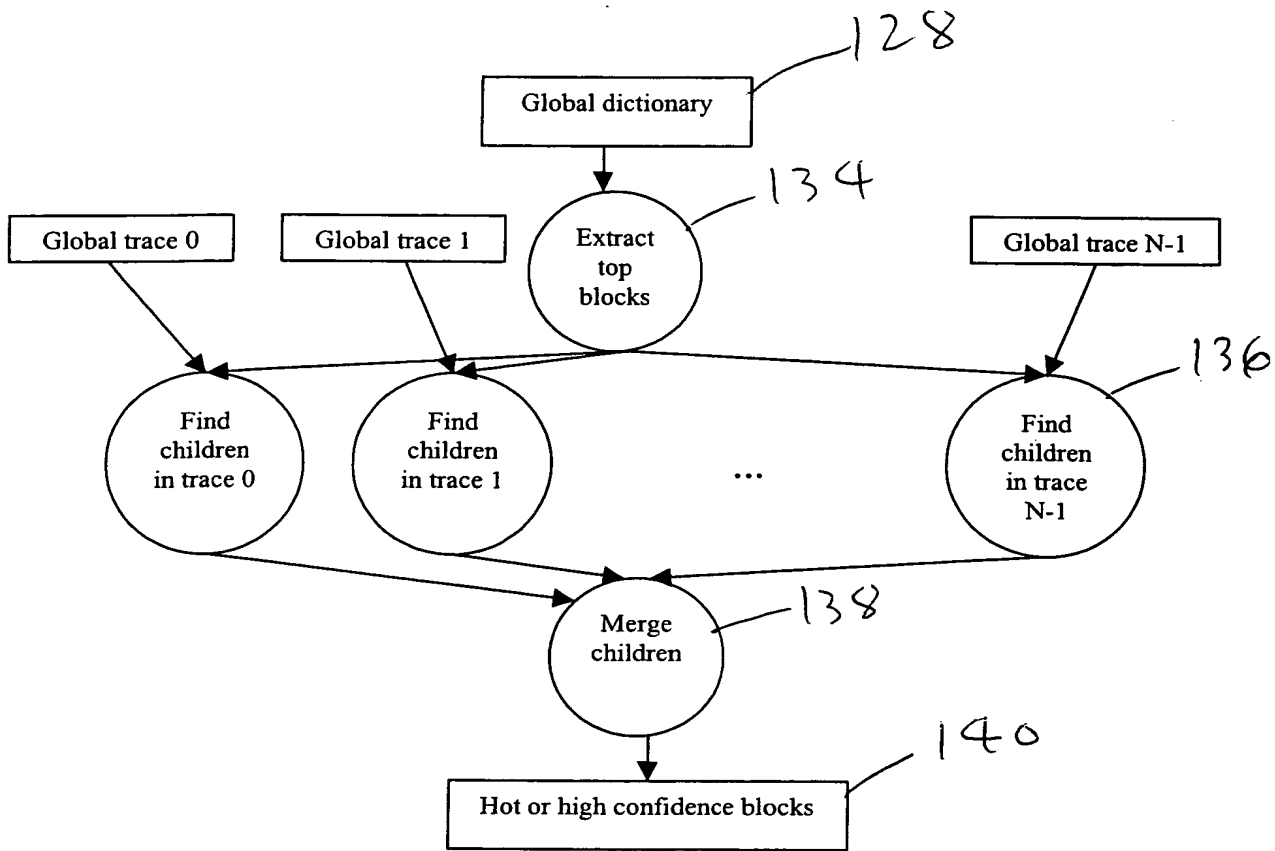 128
Global dictionary
134
Global trace 0
Global trace 1
Extract
top
blocks
Global trace N-1
136
Find
children
in trace 0
Find
children
in trace 1
...
Find
children
in trace
N-1
138
Merge
children
140
Hot or high confidence blocks